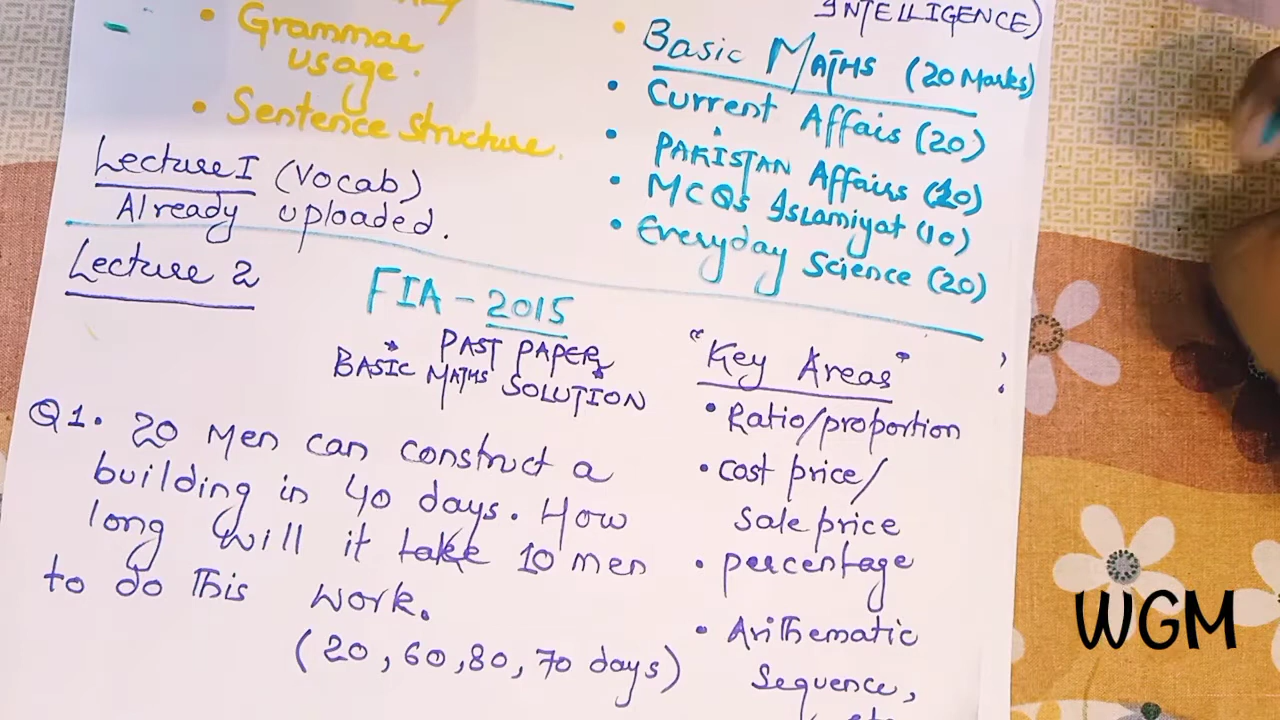 Grammar
usage.
Sentence structure.
Lecture I (Vocab)
Already uploaded.
INTELLIGENCE)
Basic MATHS (20 Marks)
Current Affais (20)
PAKISTAN Affairs (20)
MCQs Islamiyat (10)
Everyday Science (20)
Lecture 2
FIA - 2015
PAST PAPER
BASIC MATHS SOLUTION
Q1. 20 Men can construct a
building in 40 days. How
long will it take 10 men
to do This work.
(20, 60, 80, 70 days)
"Key Areas"
• Ratio/proportion
• cost price/
sale price
• percentage
• Arithematic
Sequence,
WGM